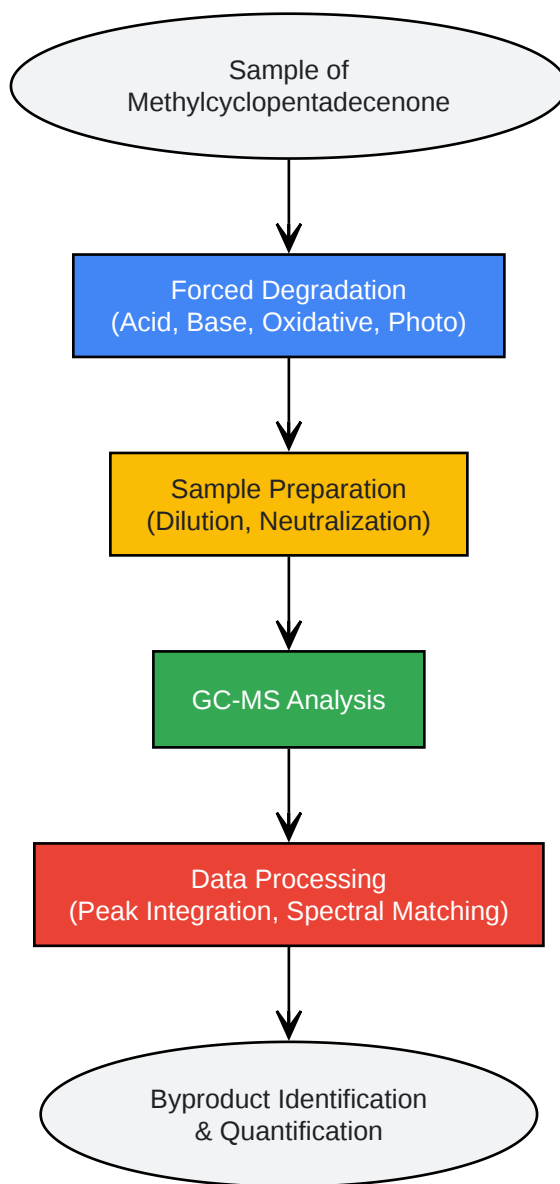 Sample of
Methylcyclopentadecenone
Forced Degradation
(Acid, Base, Oxidative, Photo)
Sample Preparation
(Dilution, Neutralization)
GC-MS Analysis
Data Processing
(Peak Integration, Spectral Matching)
Byproduct Identification
& Quantification